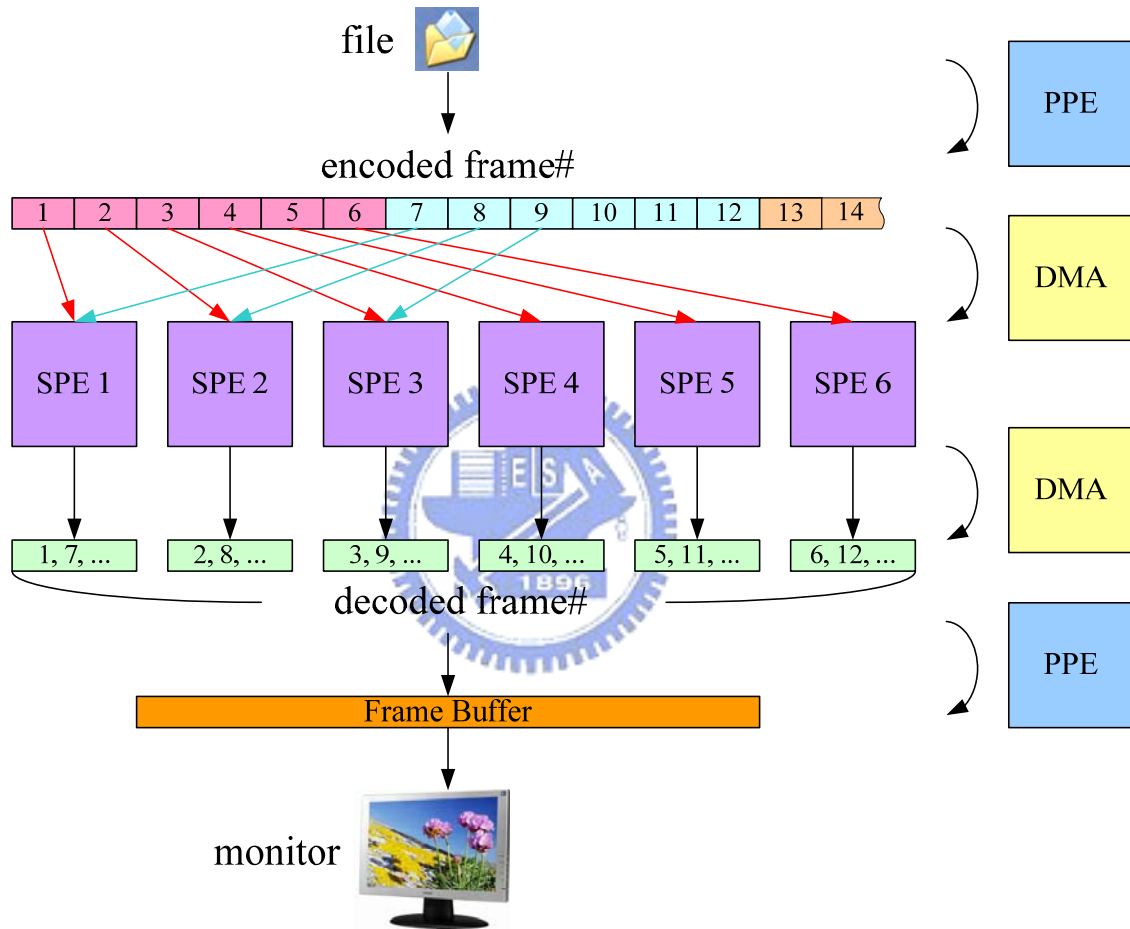 file
PPE
encoded frame#
1 2 3 4 5 6 7 8 9 10 11 12 13 14
DMA
SPE 1 SPE 2 SPE 3 SPE 4 SPE 5 SPE 6
DMA
ES A
1, 7, ... 2, 8, ... 3, 9, ... 4, 10, ... 5, 11, ... 6, 12, ...
1896
decoded frame#
PPE
Frame Buffer
monitor